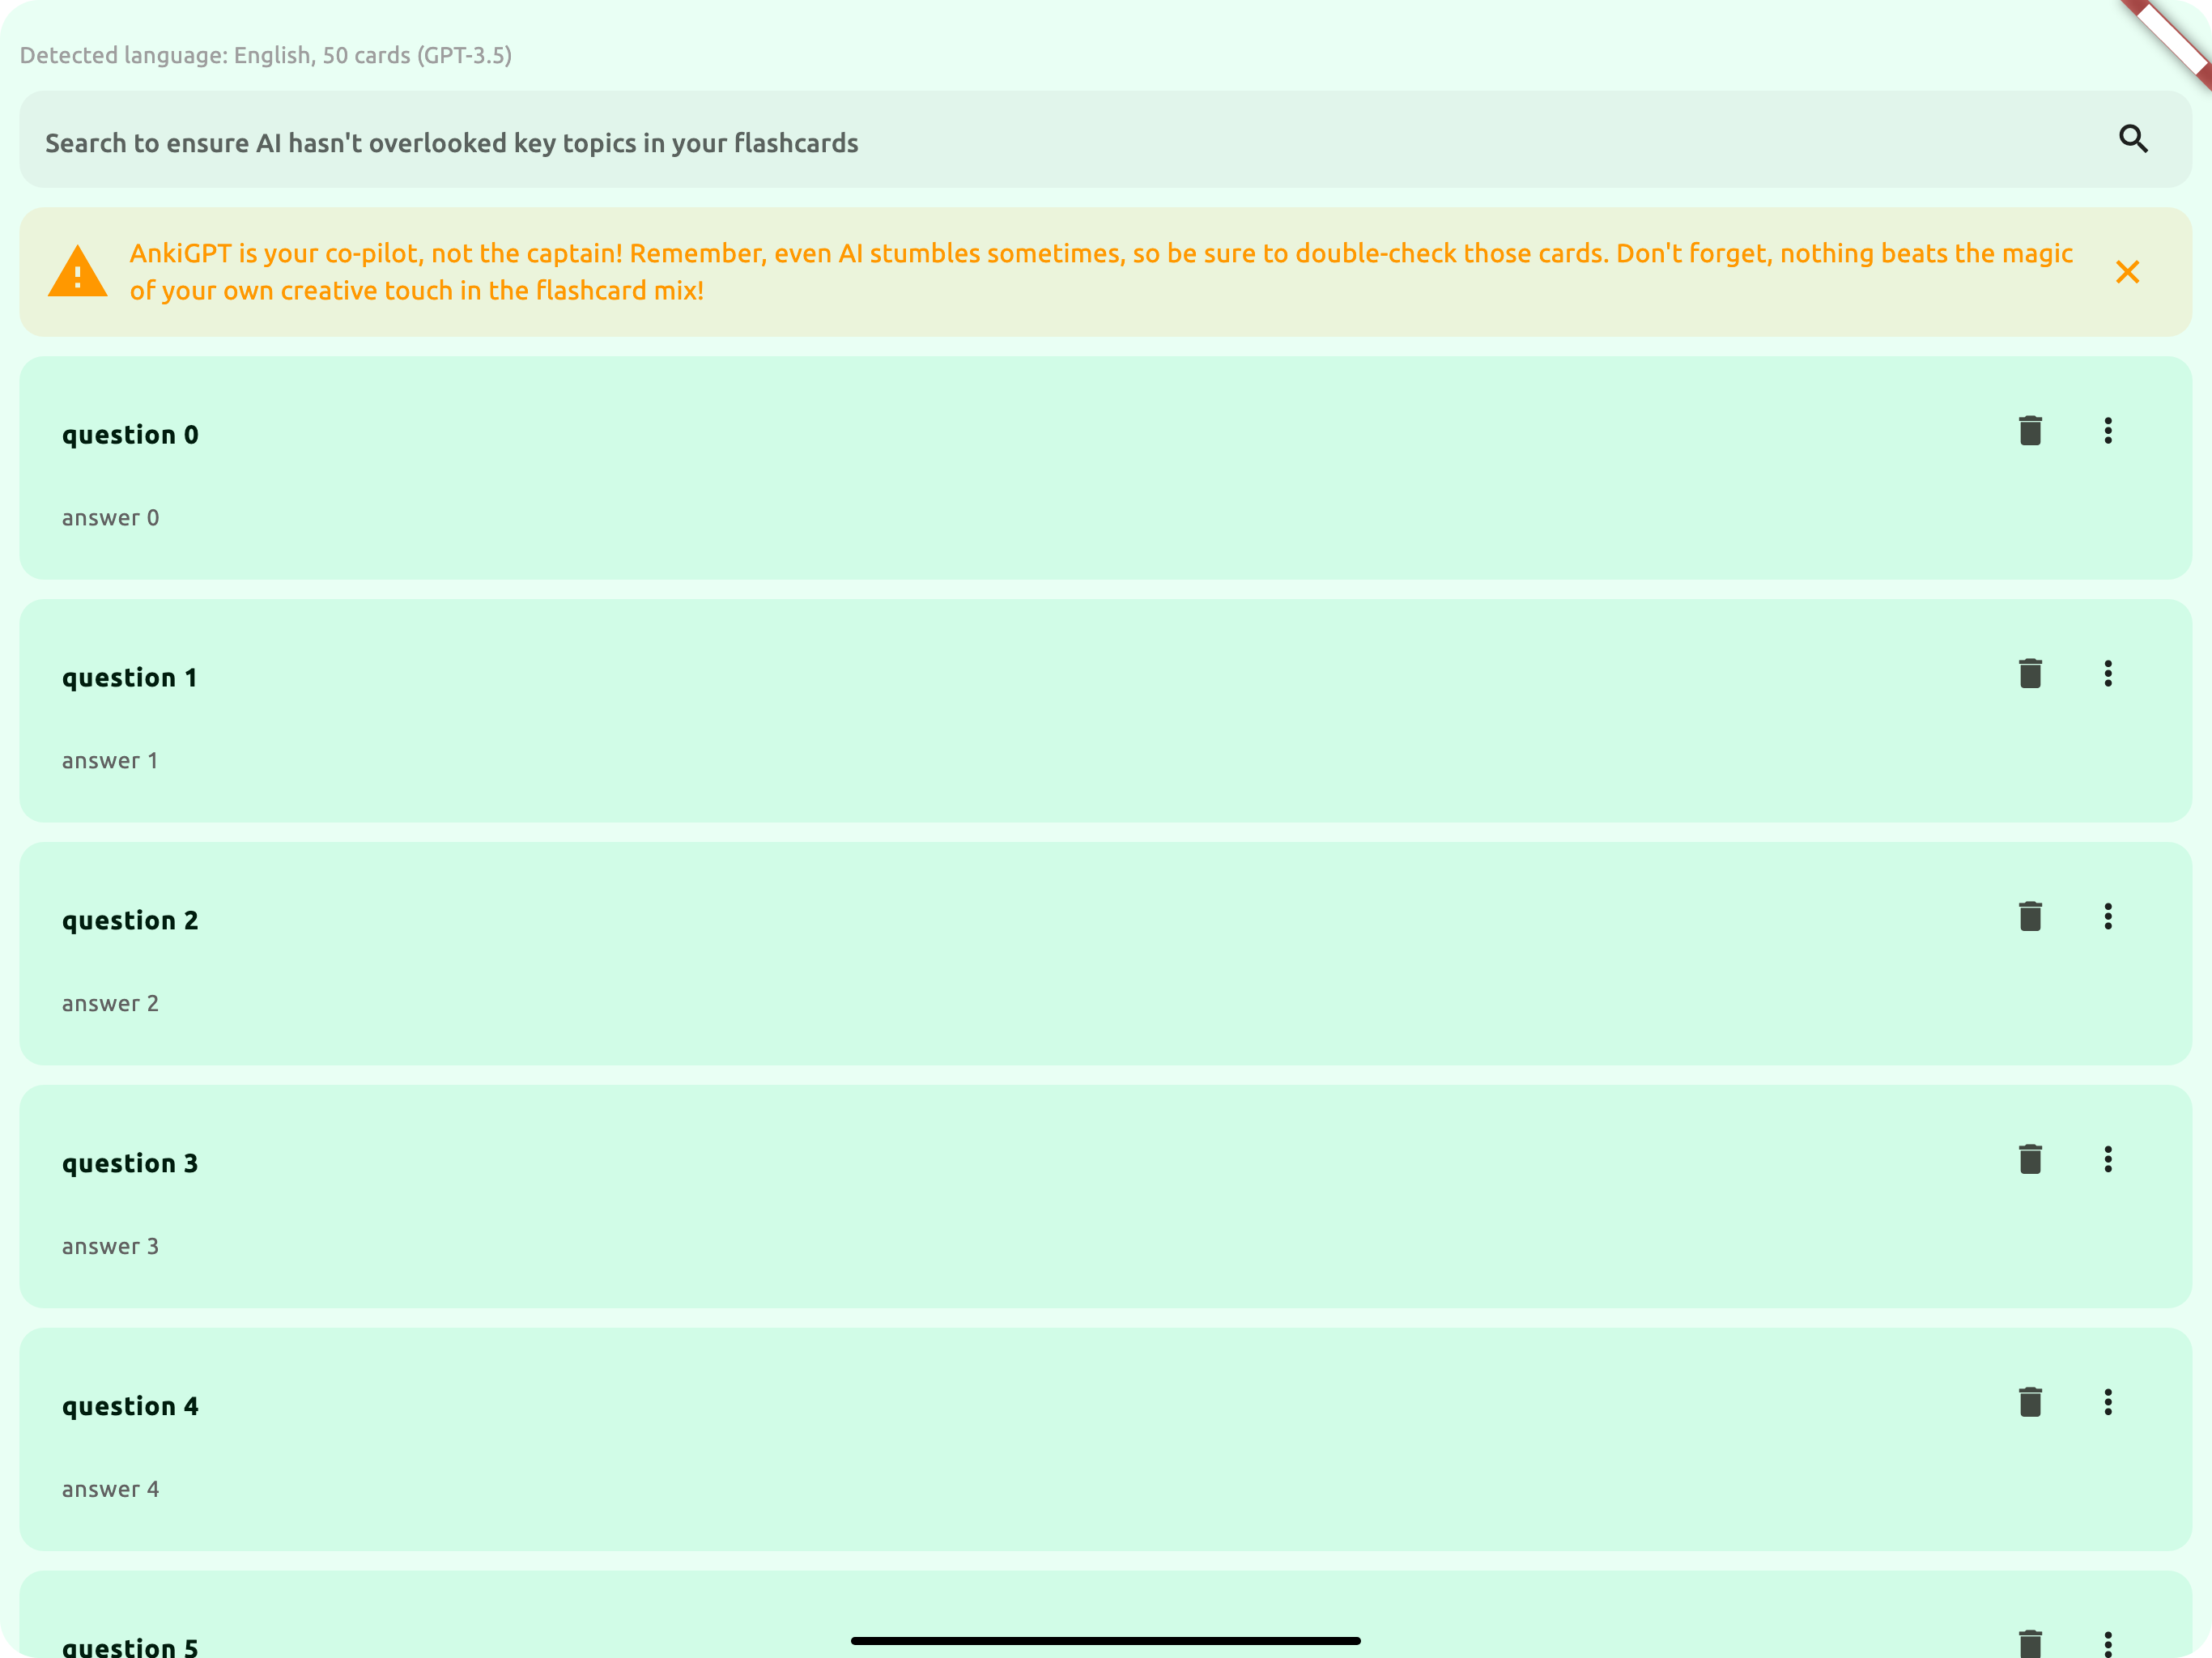 Detected language: English, 50 cards (GPT-3.5)
Search to ensure AI hasn't overlooked key topics in your flashcards
AnkiGPT is your co-pilot, not the captain! Remember, even AI stumbles sometimes, so be sure to double-check those cards. Don't forget, nothing beats the magic
of your own creative touch in the flashcard mix!
question 0
answer 0
question 1
answer 1
question 2
answer 2
question 3
answer 3
question 4
answer 4
question 5